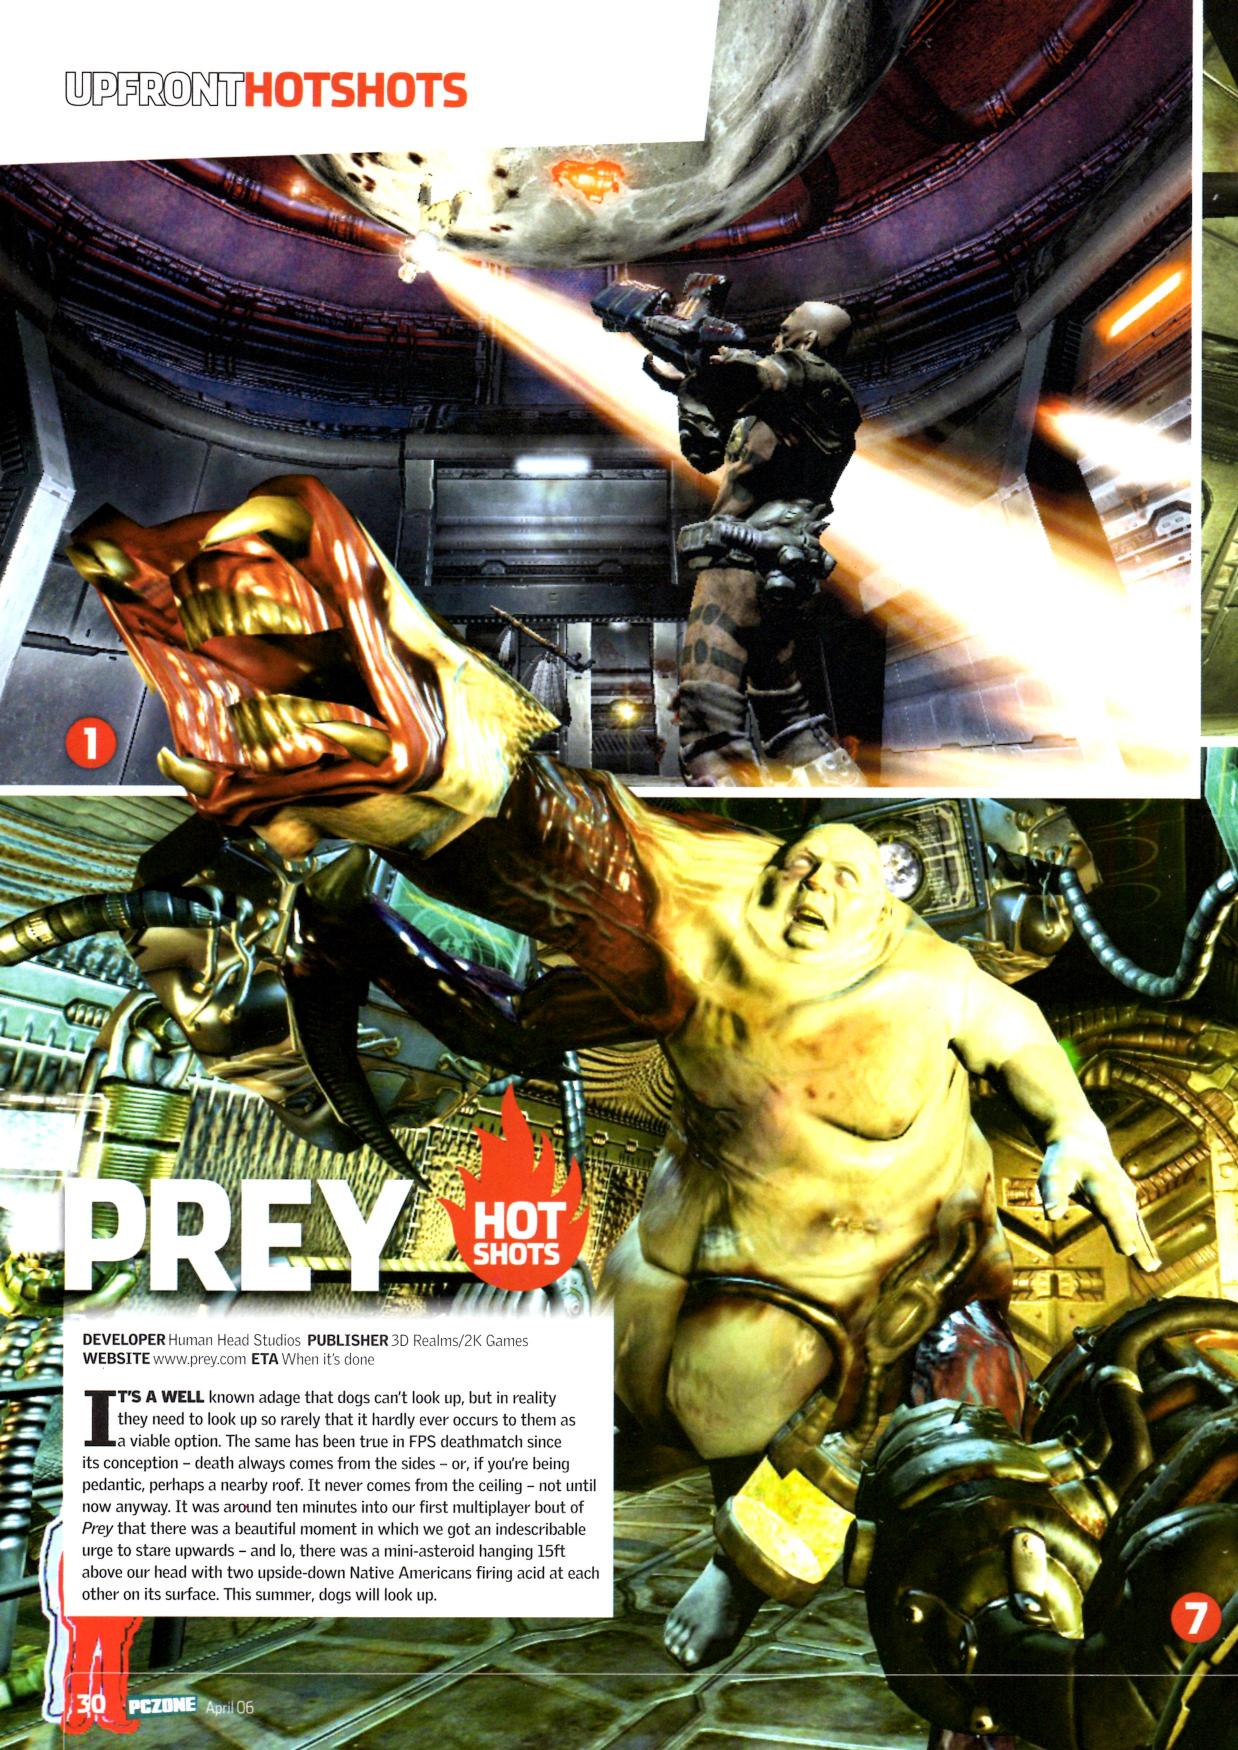 UPFRONTHOTSHOTS
1
PREY
HOT
SHOTS
DEVELOPER Human Head Studios PUBLISHER 3D Realms/2K Games
WEBSITE www.prey.com ETA When it's done
IT'S A WELL known adage that dogs can't look up, but in reality
they need to look up so rarely that it hardly ever occurs to them as
a viable option. The same has been true in FPS deathmatch since
its conception – death always comes from the sides – or, if you're being
pedantic, perhaps a nearby roof. It never comes from the ceiling – not until
now anyway. It was around ten minutes into our first multiplayer bout of
Prey that there was a beautiful moment in which we got an indescribable
urge to stare upwards – and lo, there was a mini-asteroid hanging 15ft
above our head with two upside-down Native Americans firing acid at each
other on its surface. This summer, dogs will look up.
7
30 PCZONE April 06